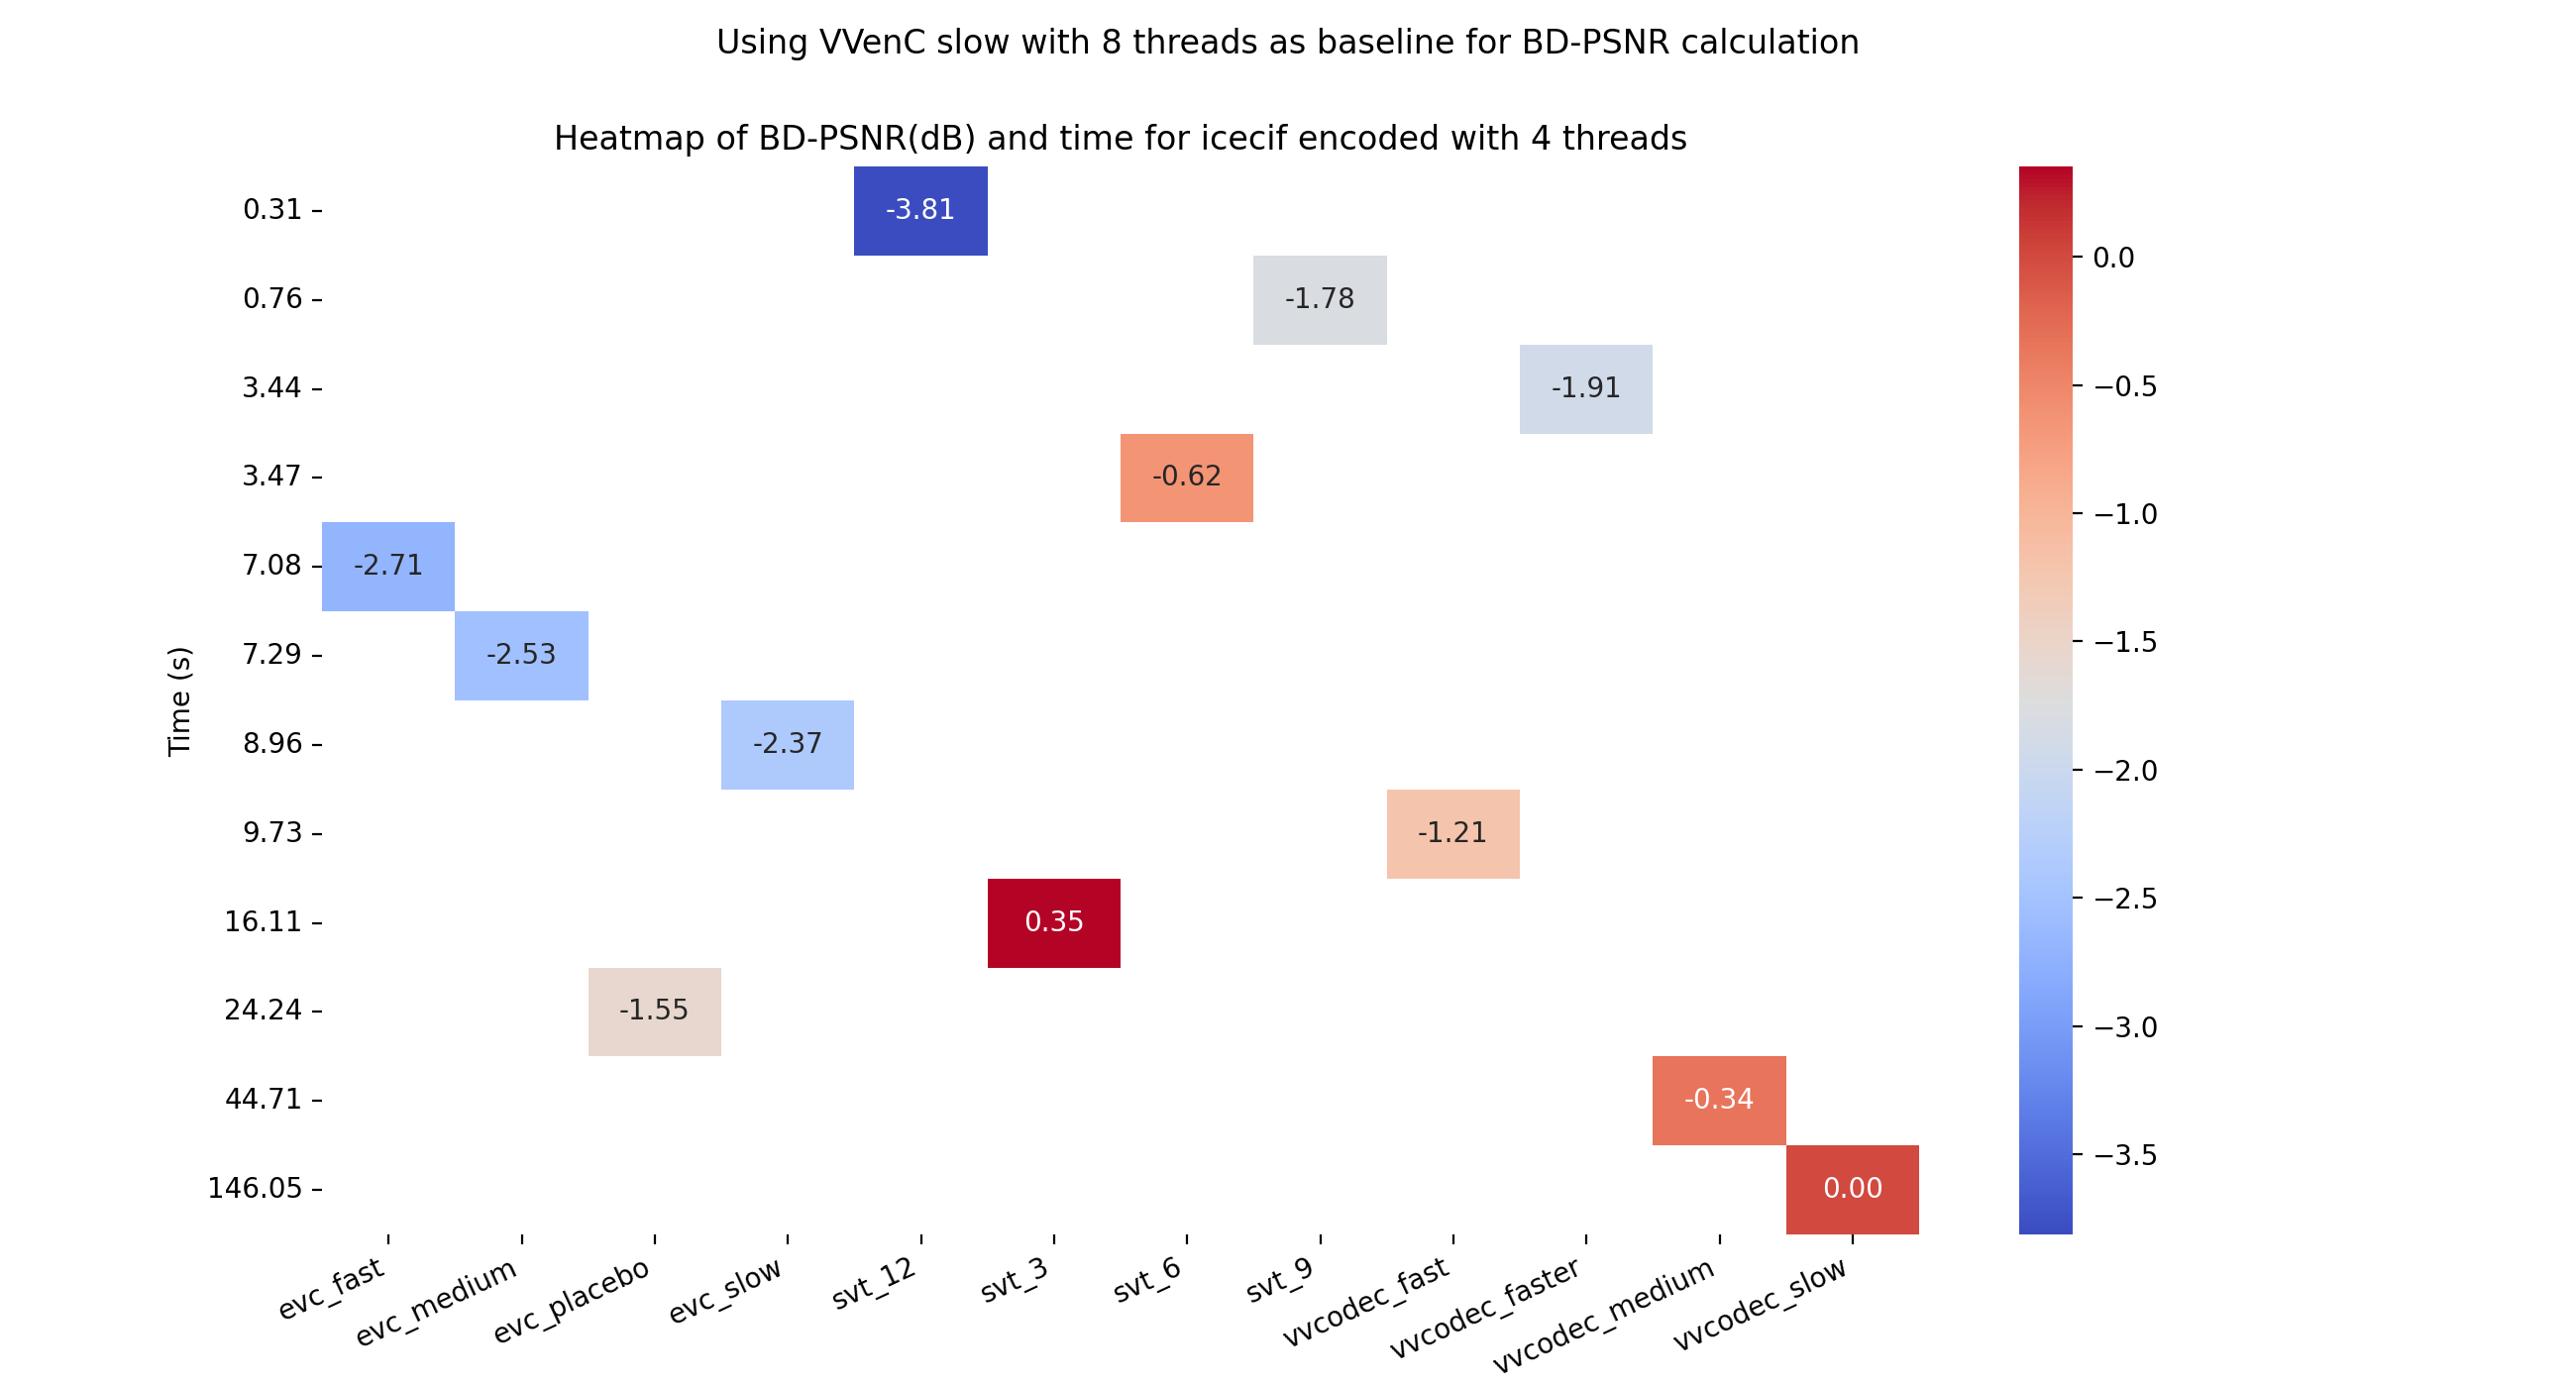 Using VVenC slow with 8 threads as baseline for BD-PSNR calculation
Heatmap of BD-PSNR(dB) and time for icecif encoded with 4 threads
Time (s)
0.31
-3.81
0.76
-1.78
3.44
-1.91
3.47
-0.62
7.08
-2.71
7.29
-2.53
8.96
-2.37
9.73
-1.21
16.11
0.35
24.24
-1.55
44.71
-0.34
146.05
0.00
evc_fast
evc_medium
evc_placebo
evc_slow
svt_12
svt_3
svt_6
svt_9
vvcodec_fast
vvcodec_faster
vvcodec_medium
vvcodec_slow
0.0
−0.5
−1.0
−1.5
−2.0
−2.5
−3.0
−3.5